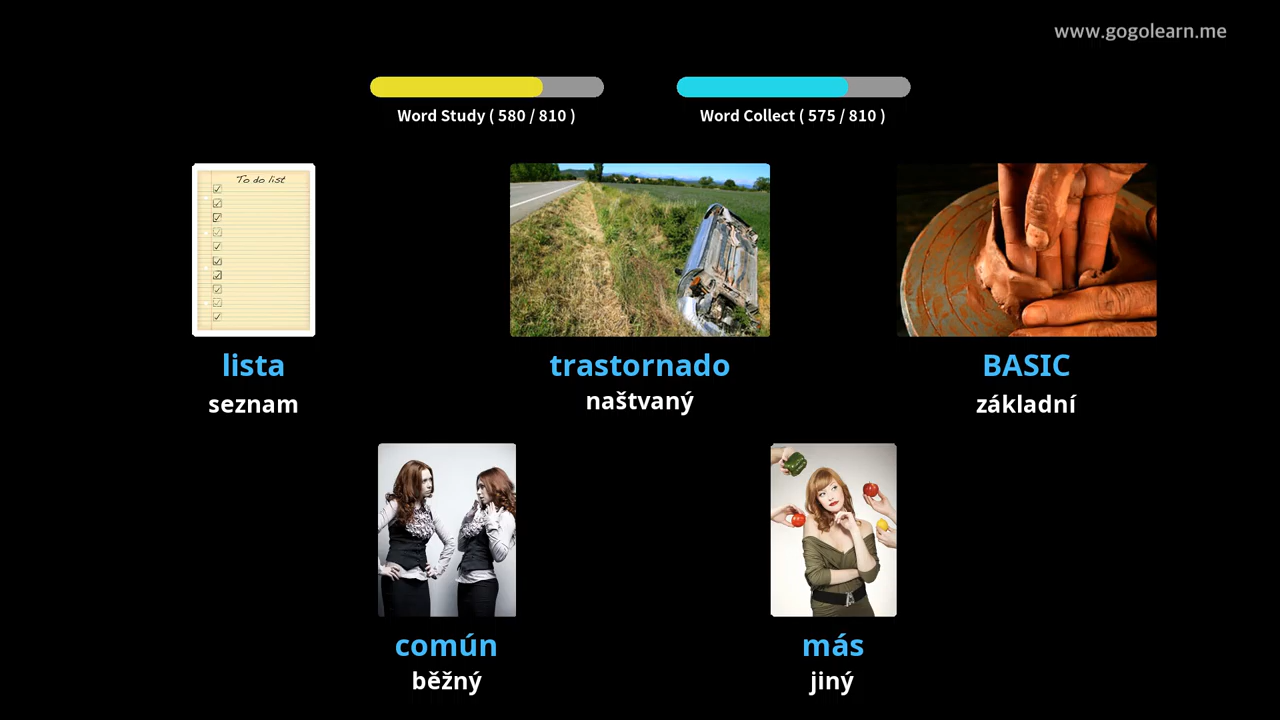 www.gogolearn.me
Word Study ( 580 / 810 )
Word Collect ( 575 / 810 )
To do list
lista
trastornado
BASIC
seznam
naštvaný
základní
común
más
běžný
jiný